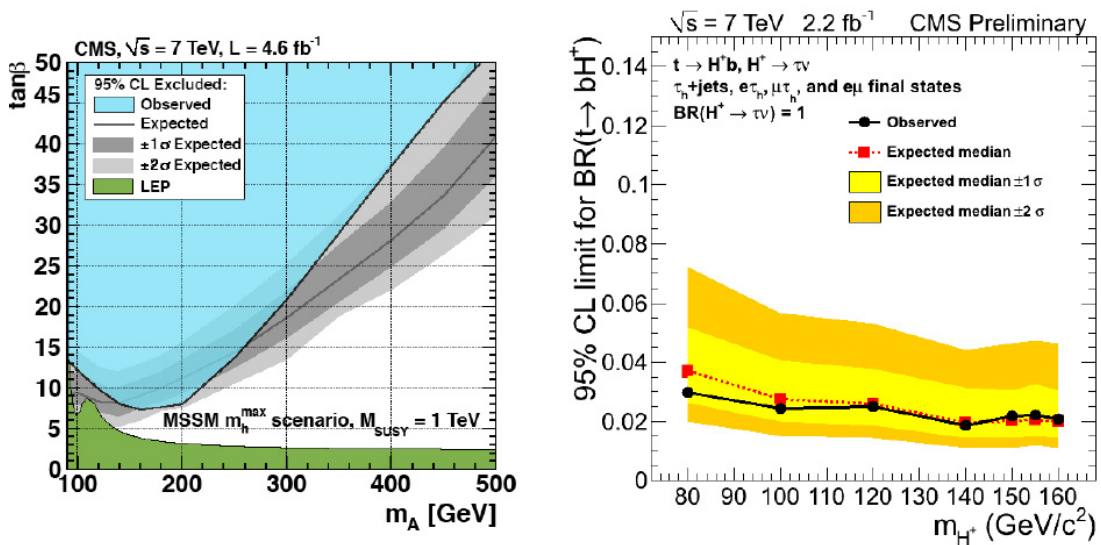 CMS, √s = 7 TeV, L = 4.6 fb⁻¹
tanβ
50
45
40
35
30
25
20
15
10
5
0
95% CL Excluded:
Observed
Expected
±1σ Expected
±2σ Expected
LEP
MSSM m_h^max scenario, M_SUSY = 1 TeV
100 200 300 400 500
m_A [GeV]
√s = 7 TeV 2.2 fb⁻¹ CMS Preliminary
95% CL limit for BR(t→ bH⁺)
0.14
0.12
0.1
0.08
0.06
0.04
0.02
0
t → H⁺b, H⁺ → τν
τ_h+jets, eτ_h, μτ_h, and eμ final states
BR(H⁺ → τν) = 1
Observed
Expected median
Expected median ±1 σ
Expected median ±2 σ
80 90 100 110 120 130 140 150 160
m_H⁺ (GeV/c²)